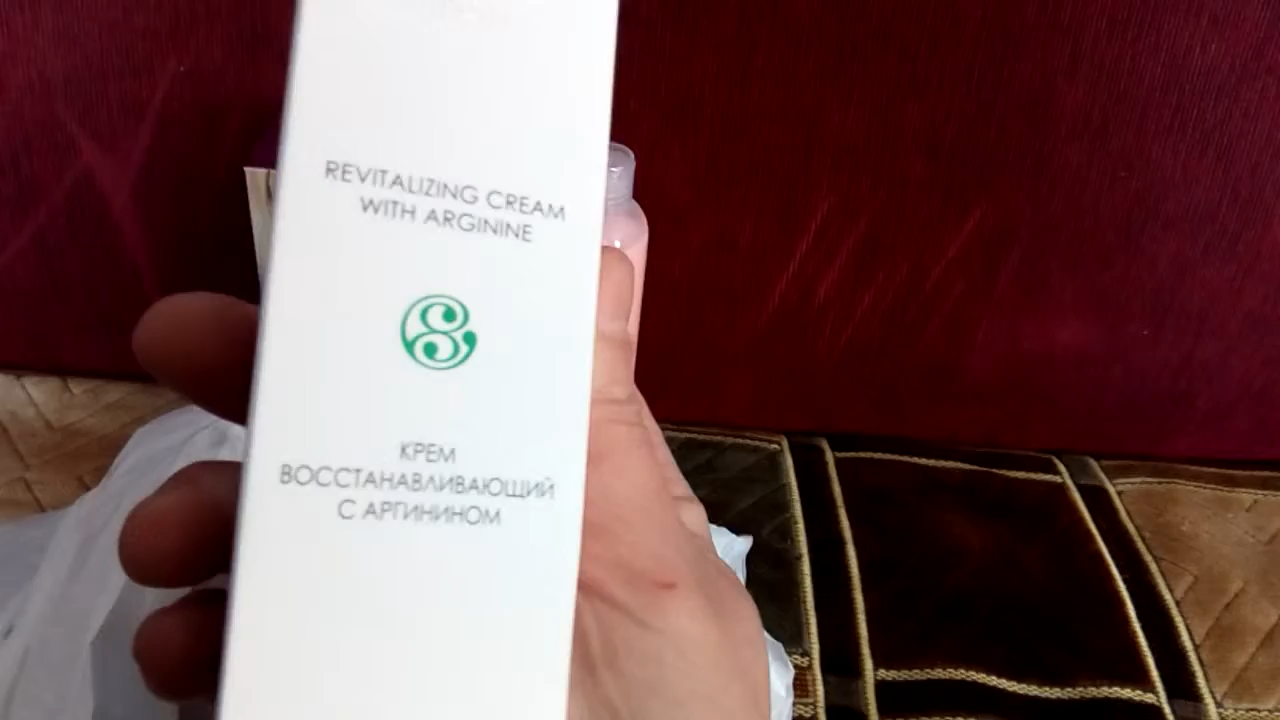 REVITALIZING CREAM
WITH ARGININE
КРЕМ
ВОССТАНАВЛИВАЮЩИЙ
С АРГИНИНОМ